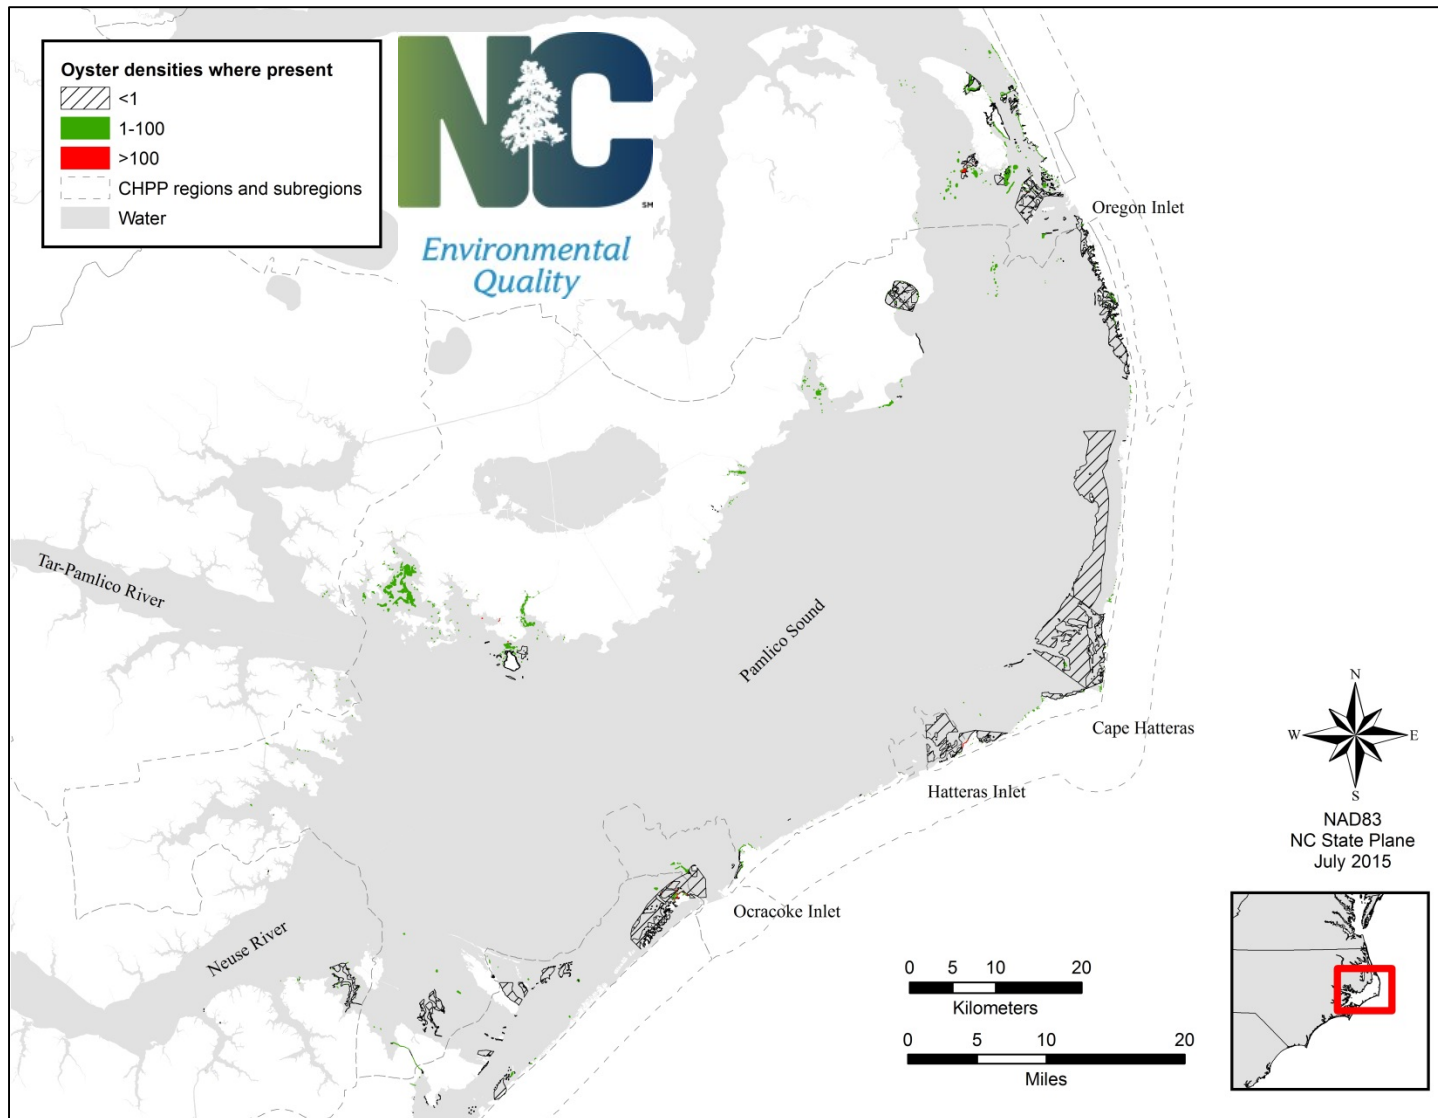 Oyster densities where present
<1
1-100
>100
CHPP regions and subregions
Water
NC
SM
Environmental
Quality
Oregon Inlet
Tar-Pamlico River
Pamlico Sound
Cape Hatteras
Hatteras Inlet
Ocracoke Inlet
Neuse River
N
W
E
S
NAD83
NC State Plane
July 2015
0 5 10 20
Kilometers
0 5 10 20
Miles